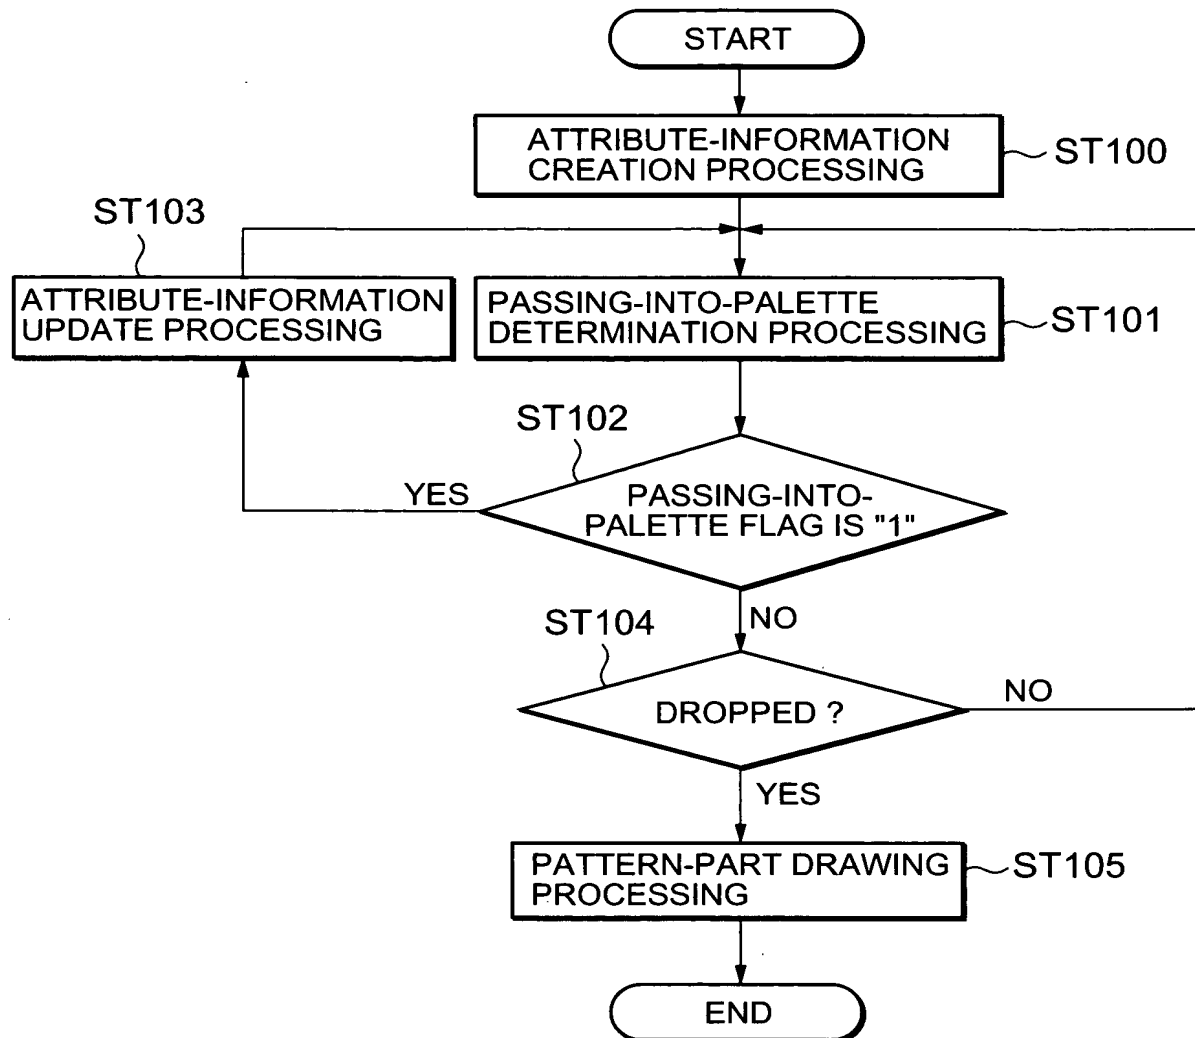 START
ATTRIBUTE-INFORMATION
CREATION PROCESSING
ST100
ST103
ATTRIBUTE-INFORMATION
UPDATE PROCESSING
PASSING-INTO-PALETTE
DETERMINATION PROCESSING
ST101
ST102
YES
PASSING-INTO-
PALETTE FLAG IS "1"
NO
ST104
DROPPED ?
NO
YES
PATTERN-PART DRAWING
PROCESSING
ST105
END